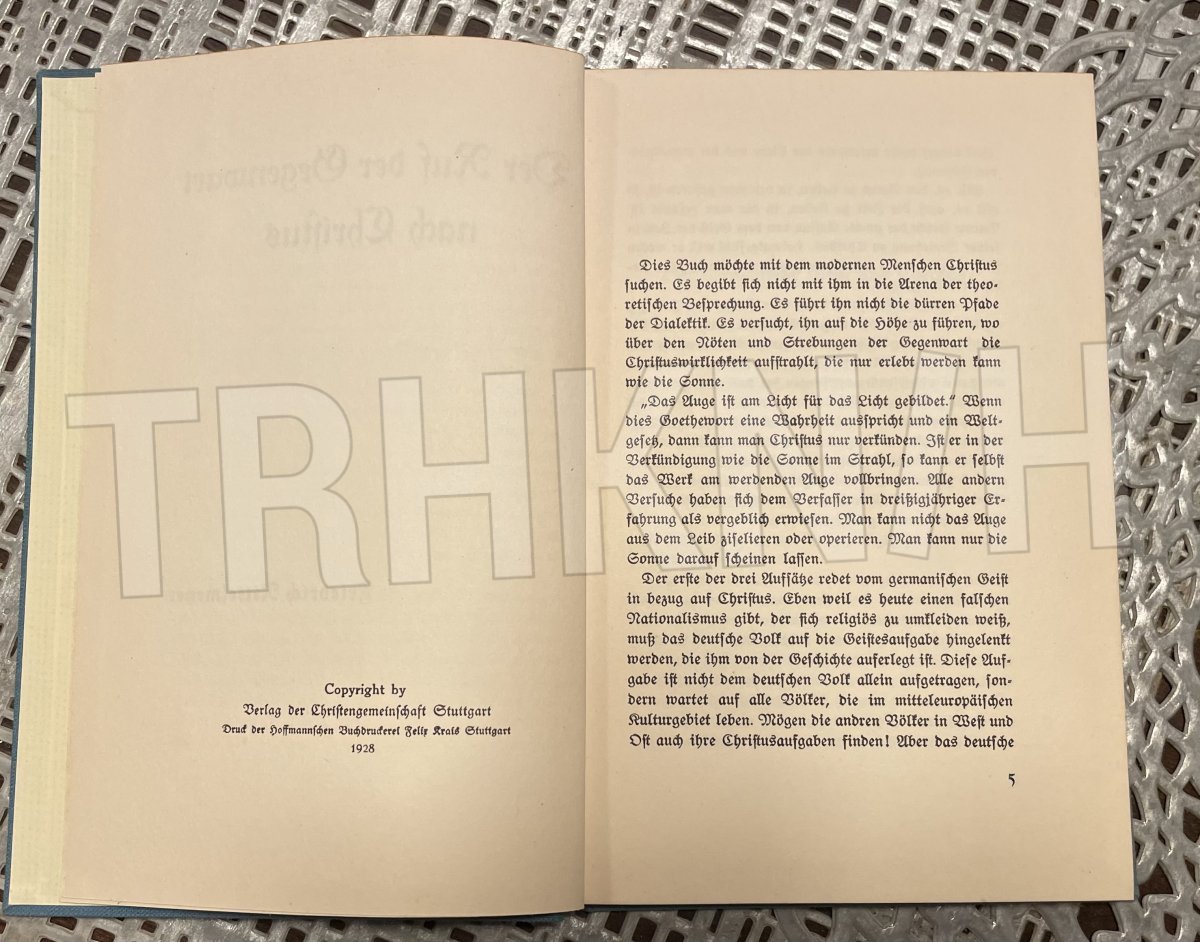 Copyright by
Verlag der Christengemeinschaft Stuttgart
Druck der Hoffmannschen Buchdruckerei Felix Krais Stuttgart
1928
Dies Buch möchte mit dem modernen Menschen Christus
suchen. Es begibt sich nicht mit ihm in die Arena der theo-
retischen Besprechung. Es führt ihn nicht die dürren Pfade
der Dialektik. Es versucht, ihn auf die Höhe zu führen, wo
über den Nöten und Strebungen der Gegenwart die
Christuswirklichkeit aufstrahlt, die nur erlebt werden kann
wie die Sonne.
„Das Auge ist am Licht für das Licht gebildet.“ Wenn
dies Goethewort eine Wahrheit ausspricht und ein Welt-
gesetz, dann kann man Christus nur verkünden. Ist er in der
Verkündigung wie die Sonne im Strahl, so kann er selbst
das Werk am werdenden Auge vollbringen. Alle andern
Versuche haben sich dem Verfasser in dreißigjähriger Er-
fahrung als vergeblich erwiesen. Man kann nicht das Auge
aus dem Leib ziselieren oder operieren. Man kann nur die
Sonne darauf scheinen lassen.
Der erste der drei Aufsätze redet vom germanischen Geist
in bezug auf Christus. Eben weil es heute einen falschen
Nationalismus gibt, der sich religiös zu umkleiden weiß,
muß das deutsche Volk auf die Geistesaufgabe hingelenkt
werden, die ihm von der Geschichte auferlegt ist. Diese Auf-
gabe ist nicht dem deutschen Volk allein aufgetragen, son-
dern wartet auf alle Völker, die im mitteleuropäischen
Kulturgebiet leben. Mögen die andren Völker in West und
Ost auch ihre Christusaufgaben finden! Aber das deutsche
5
TRHKNVH